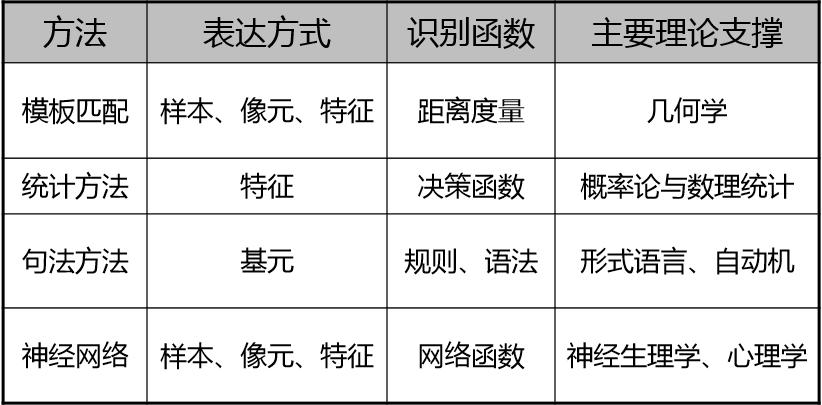 方法 表达方式 识别函数 主要理论支撑
模板匹配 样本、像元、特征 距离度量 几何学
统计方法 特征 决策函数 概率论与数理统计
句法方法 基元 规则、语法 形式语言、自动机
神经网络 样本、像元、特征 网络函数 神经生理学、心理学